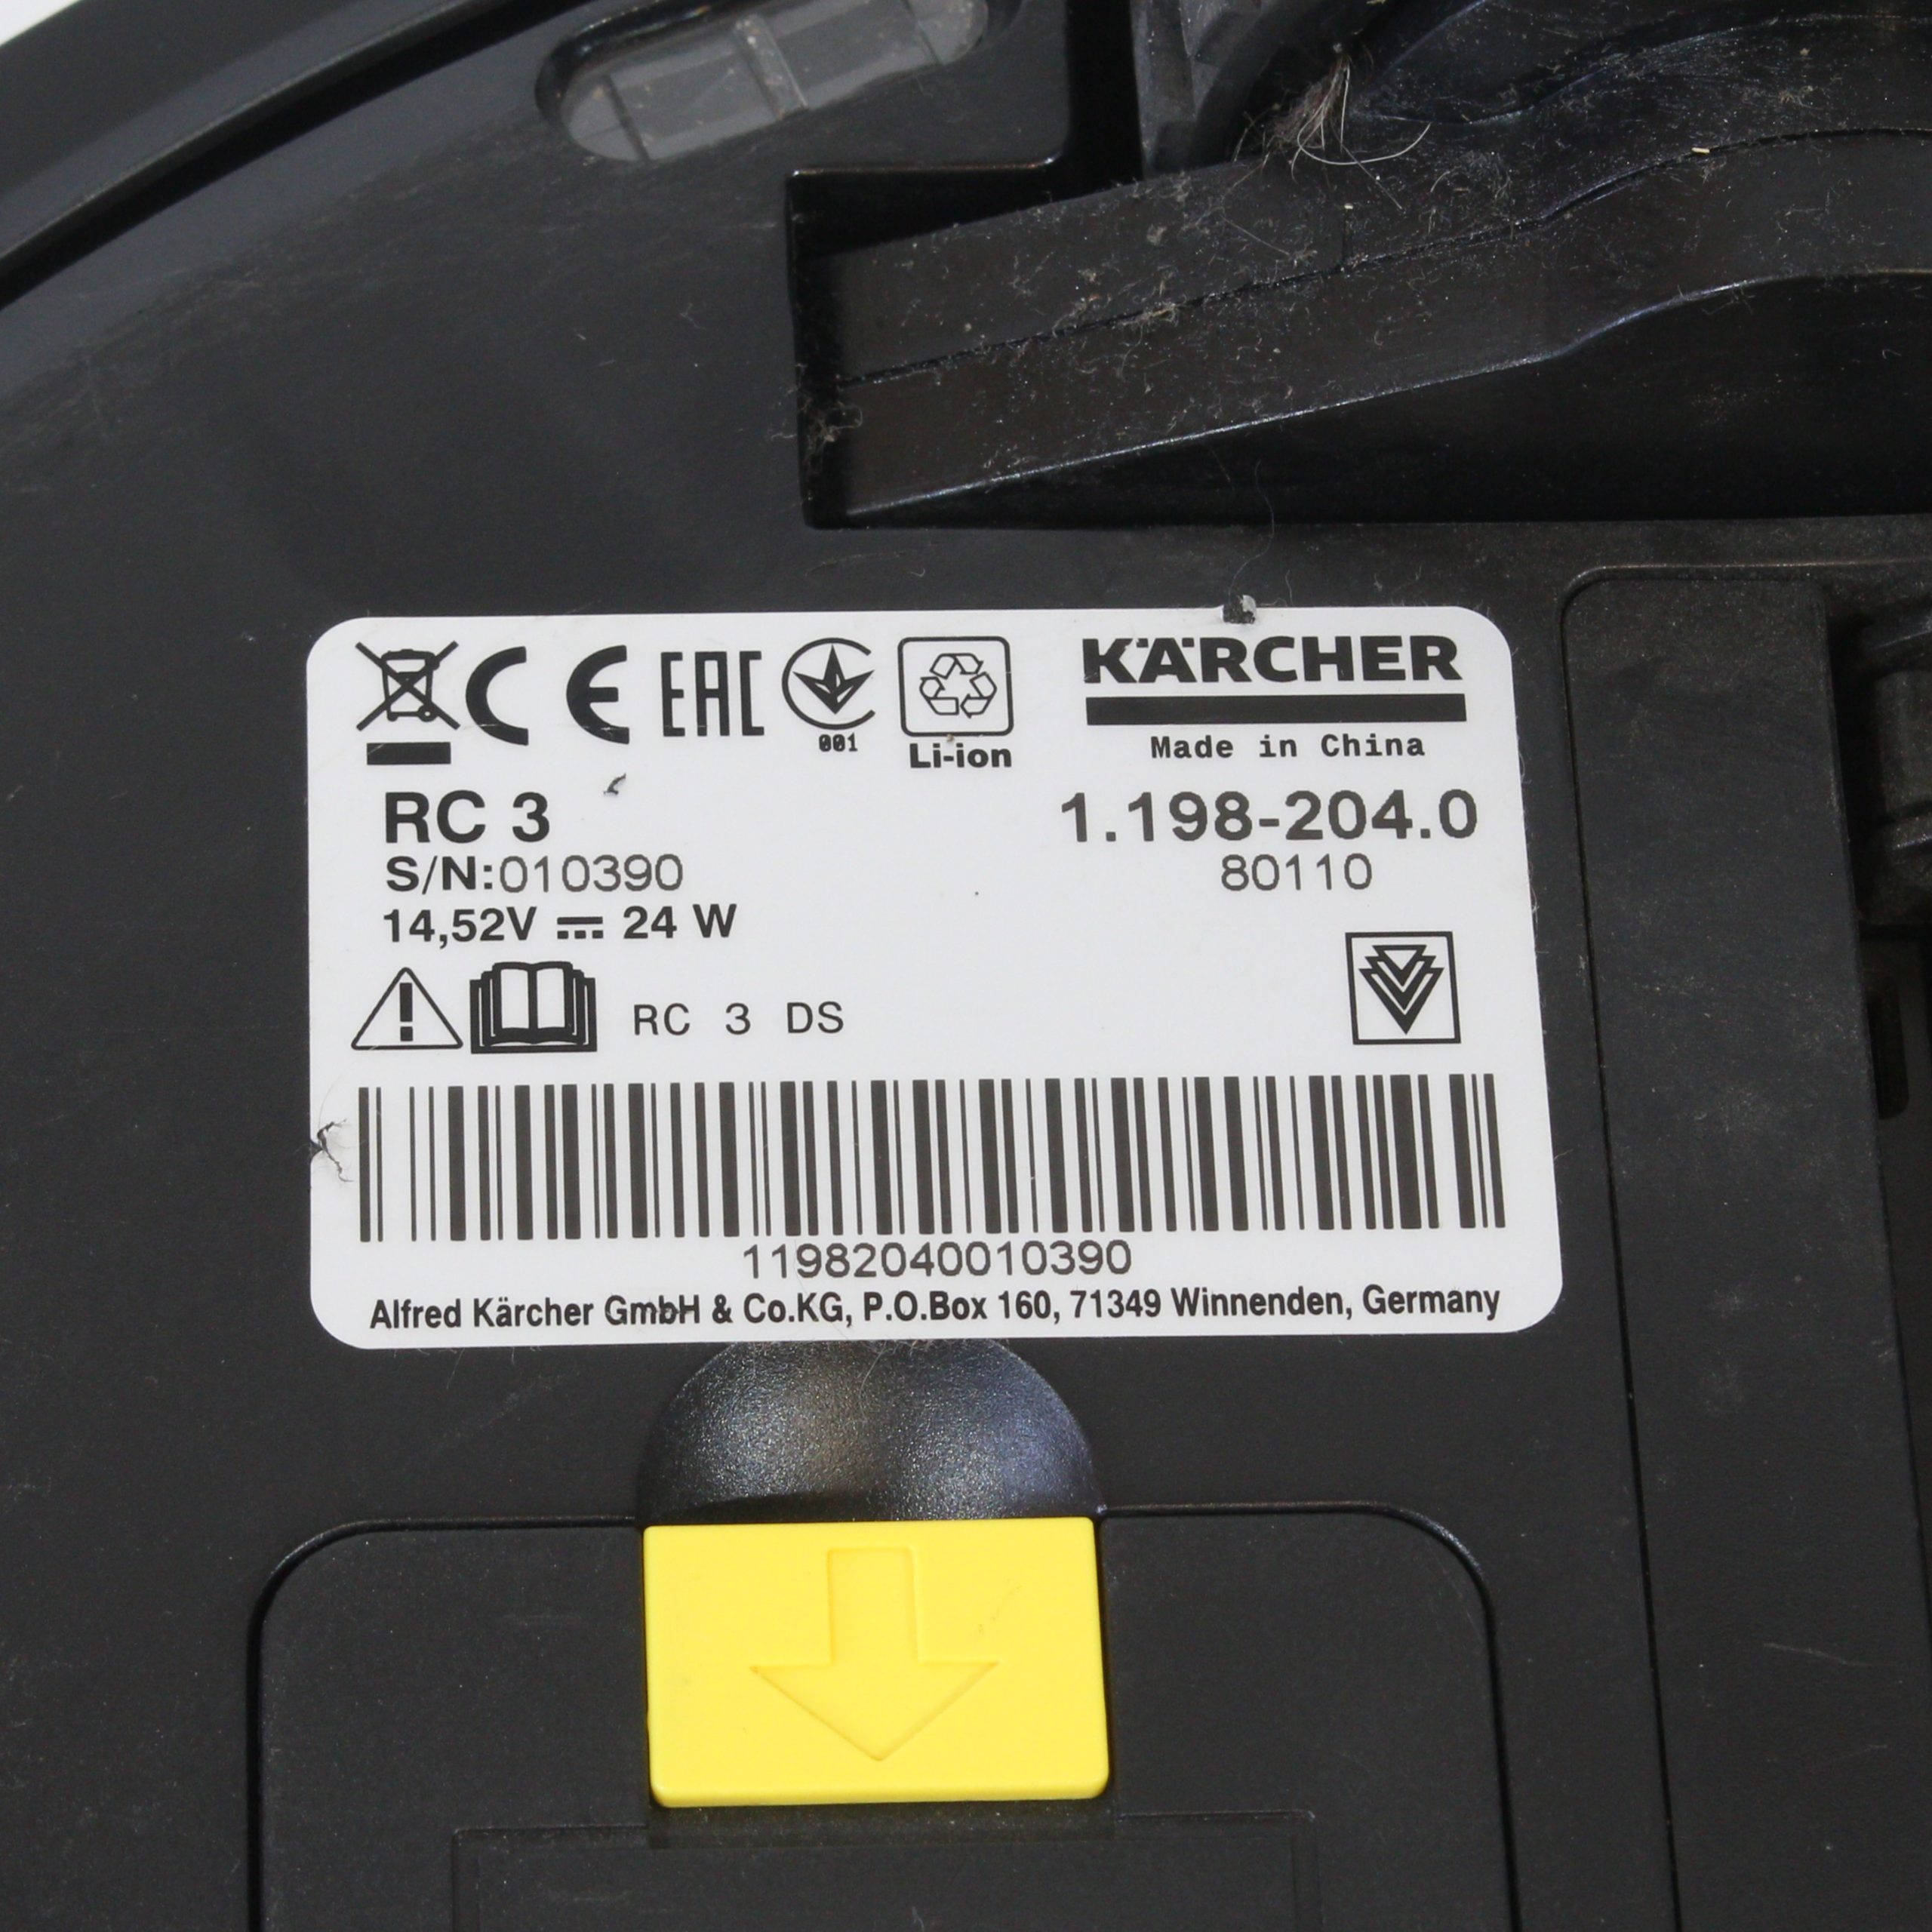 CE EAC 001 Li-ion
KÄRCHER
Made in China
RC 3 1.198-204.0
S/N:010390 80110
14,52V ⎓ 24 W
RC 3 DS
11982040010390
Alfred Kärcher GmbH & Co.KG, P.O.Box 160, 71349 Winnenden, Germany